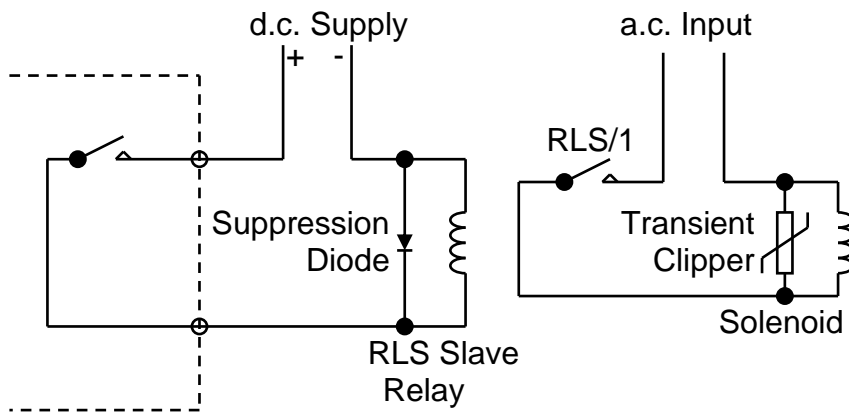 d.c. Supply
+ -
Suppression
Diode
RLS Slave
Relay
a.c. Input
RLS/1
Transient
Clipper
Solenoid